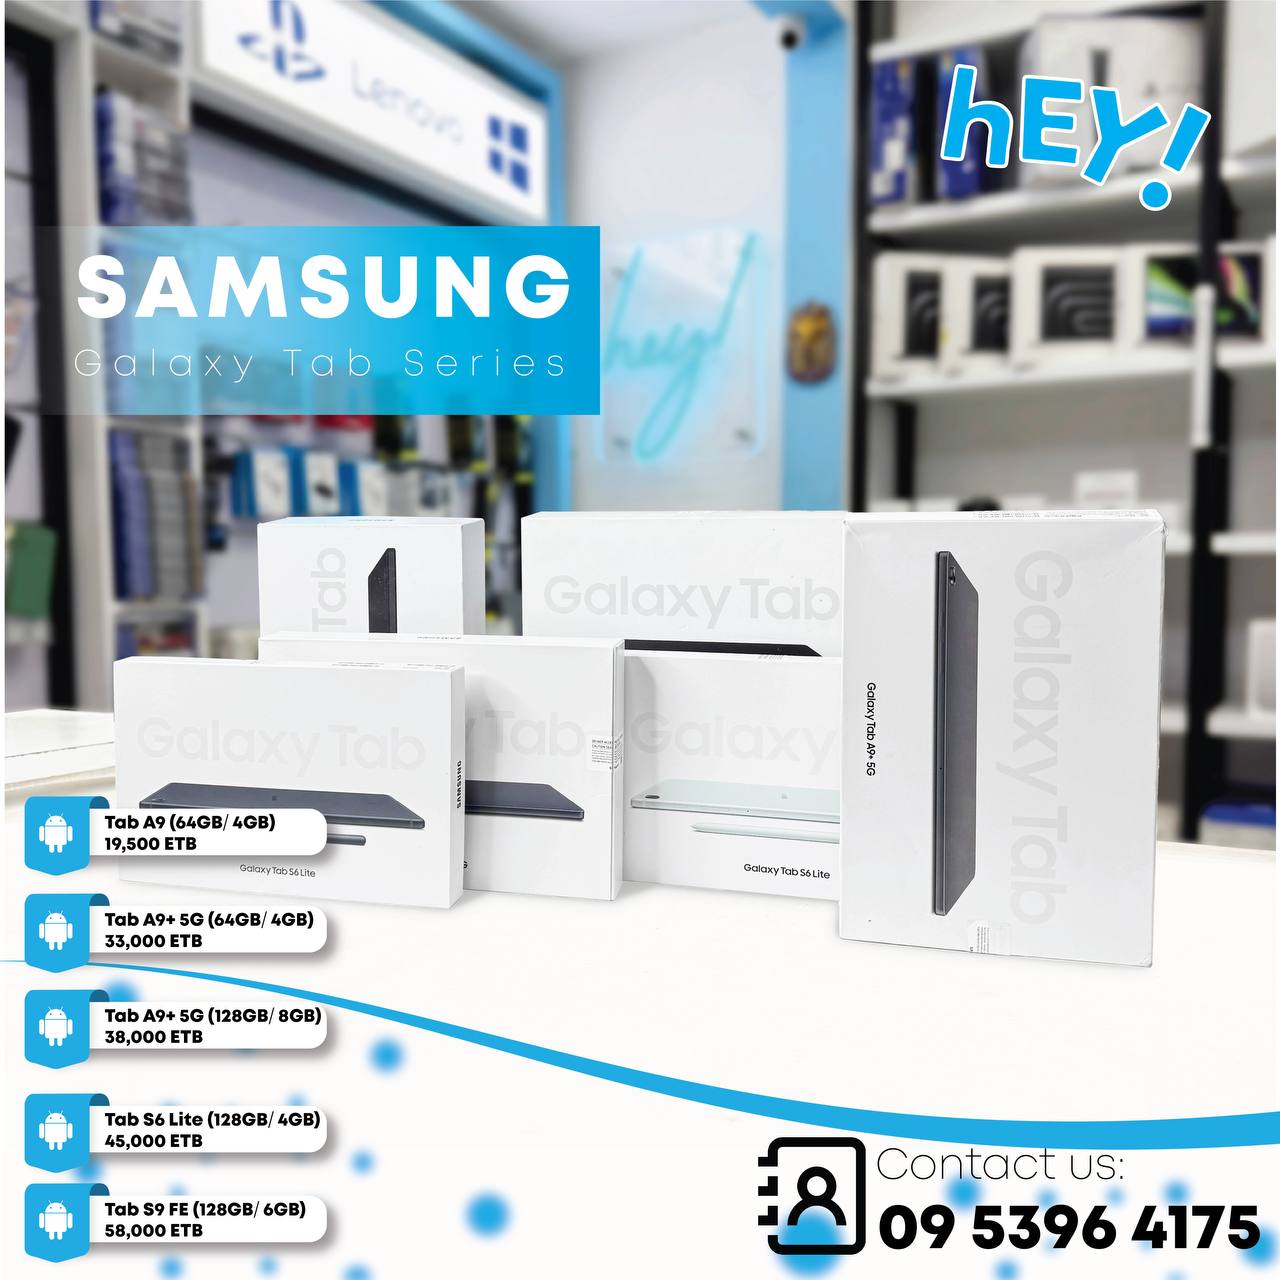 Lenovo
hEY!
SAMSUNG
Galaxy Tab Series
hey!
Tab
Galaxy Tab
SAMSUNG
Galaxy Tab
SAMSUNG
Galaxy Tab S6 Lite
Tab
Galaxy
Galaxy Tab S6 Lite
Galaxy Tab
Galaxy Tab A9+ 5G
Tab A9 (64GB/ 4GB)
19,500 ETB
Tab A9+ 5G (64GB/ 4GB)
33,000 ETB
Tab A9+ 5G (128GB/ 8GB)
38,000 ETB
Tab S6 Lite (128GB/ 4GB)
45,000 ETB
Tab S9 FE (128GB/ 6GB)
58,000 ETB
Contact us:
09 5396 4175